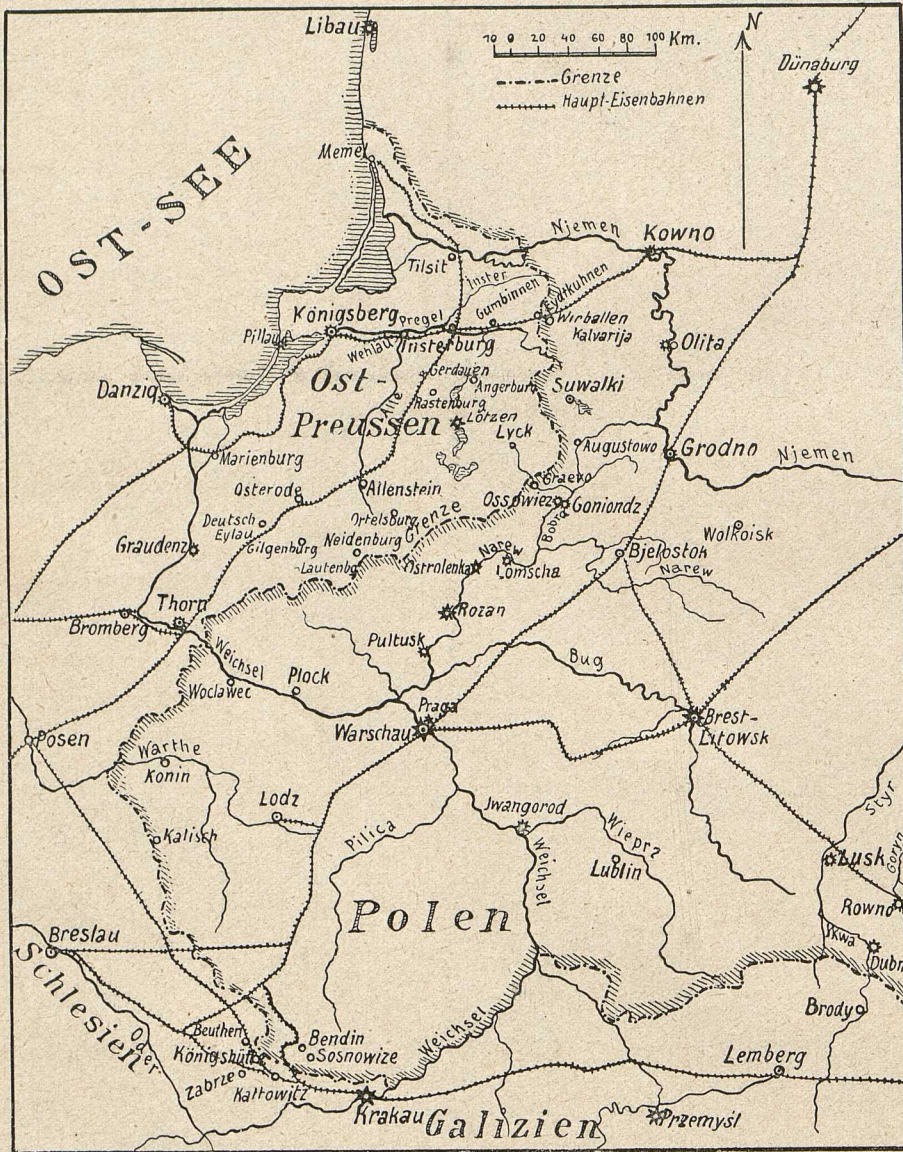 Libau
10 0 20 40 60 80 100 Km.
N
Grenze
Haupt-Eisenbahnen
Dünaburg
OST-SEE
Memel
Njemen
Kowno
Tilsit
Inster
Gumbinnen
Eydtkuhnen
Königsberg
Pregel
Wirballen
Kalvarija
Pillau
Wehlau
Insterburg
Olita
Ost-
Preussen
Gerdauen
Angerburg
Rastenburg
Alle
Lötzen
Suwalki
Danzig
Lyck
Augustowo
Grodno
Njemen
Marienburg
Graevo
Osterode
Allenstein
Ossowiez
Goniondz
Deutsch
Eylau
Ortelsburg
Grenze
Bobr
Wolkoisk
Graudenz
Gilgenburg
Neidenburg
Narew
Bjelostok
Lautenbg
Ostrolenka
Lomscha
Narew
Thorn
Bromberg
Rozan
Pultusk
Weichsel
Bug
Woclawec
Plock
Praga
Warschau
Brest-
Litowsk
Posen
Warthe
Konin
Lodz
Jwangorod
Wieprz
Styr
Kalisch
Pilica
Lublin
Weichsel
Lusk
Goryn
Polen
Rowno
Breslau
Ikwa
Dubn
Schlesien
Oder
Brody
Beuthen
Bendin
Königshütte
Sosnowize
Weichsel
Zabrze
Kattowitz
Lemberg
Krakau
Galizien
Przemyśl